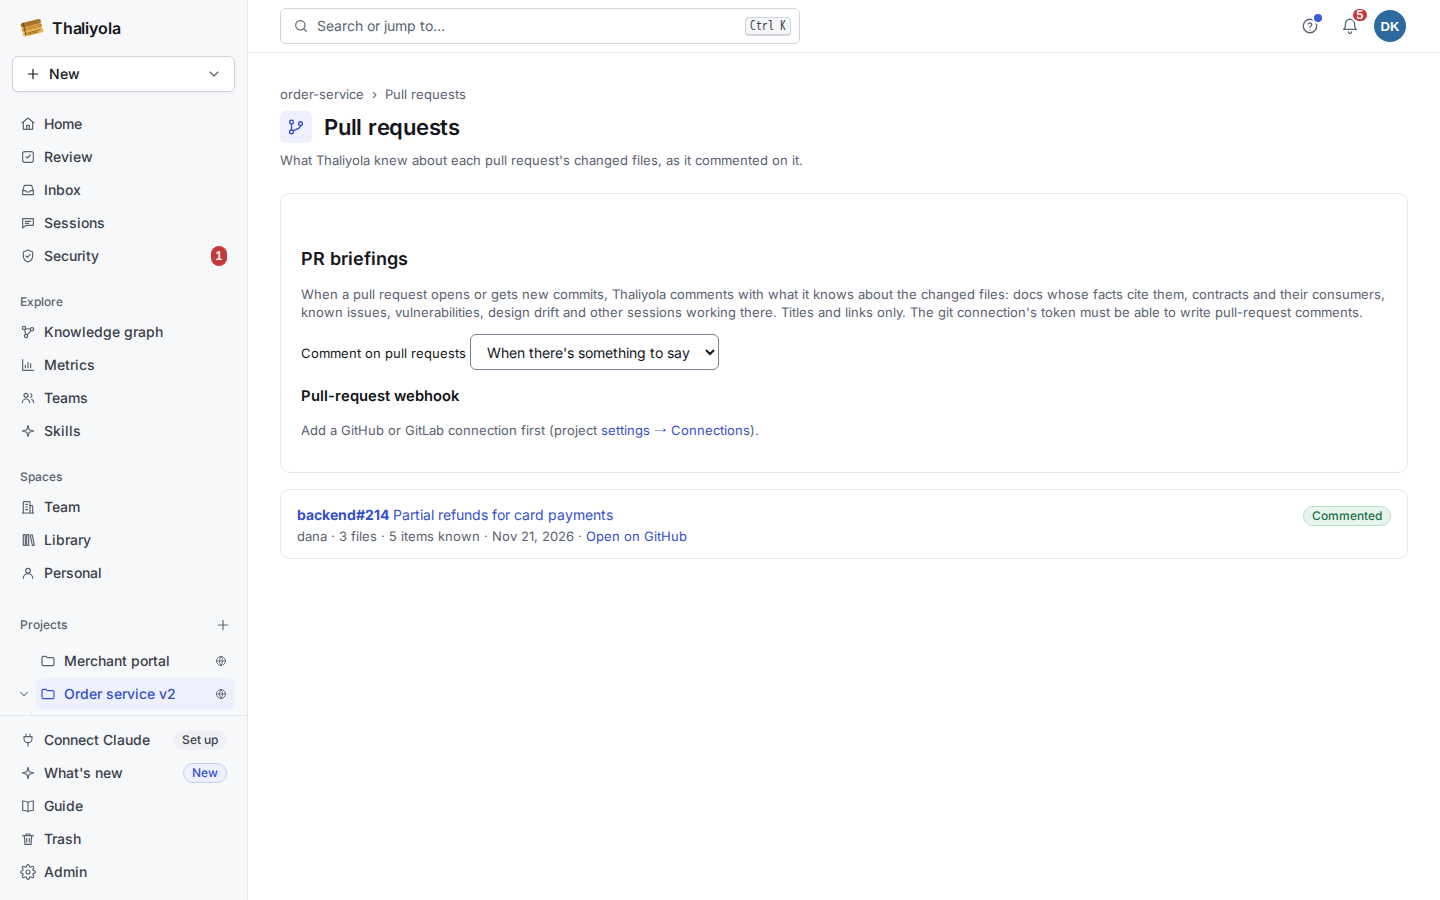 Thaliyola
Search or jump to...
Ctrl K
5
DK
New
Home
Review
Inbox
Sessions
Security
1
Explore
Knowledge graph
Metrics
Teams
Skills
Spaces
Team
Library
Personal
Projects
Merchant portal
Order service v2
Connect Claude
Set up
What's new
New
Guide
Trash
Admin
order-service › Pull requests
Pull requests
What Thaliyola knew about each pull request's changed files, as it commented on it.
PR briefings
When a pull request opens or gets new commits, Thaliyola comments with what it knows about the changed files: docs whose facts cite them, contracts and their consumers,
known issues, vulnerabilities, design drift and other sessions working there. Titles and links only. The git connection's token must be able to write pull-request comments.
Comment on pull requests When there's something to say
Pull-request webhook
Add a GitHub or GitLab connection first (project settings → Connections).
backend#214 Partial refunds for card payments
Commented
dana · 3 files · 5 items known · Nov 21, 2026 · Open on GitHub